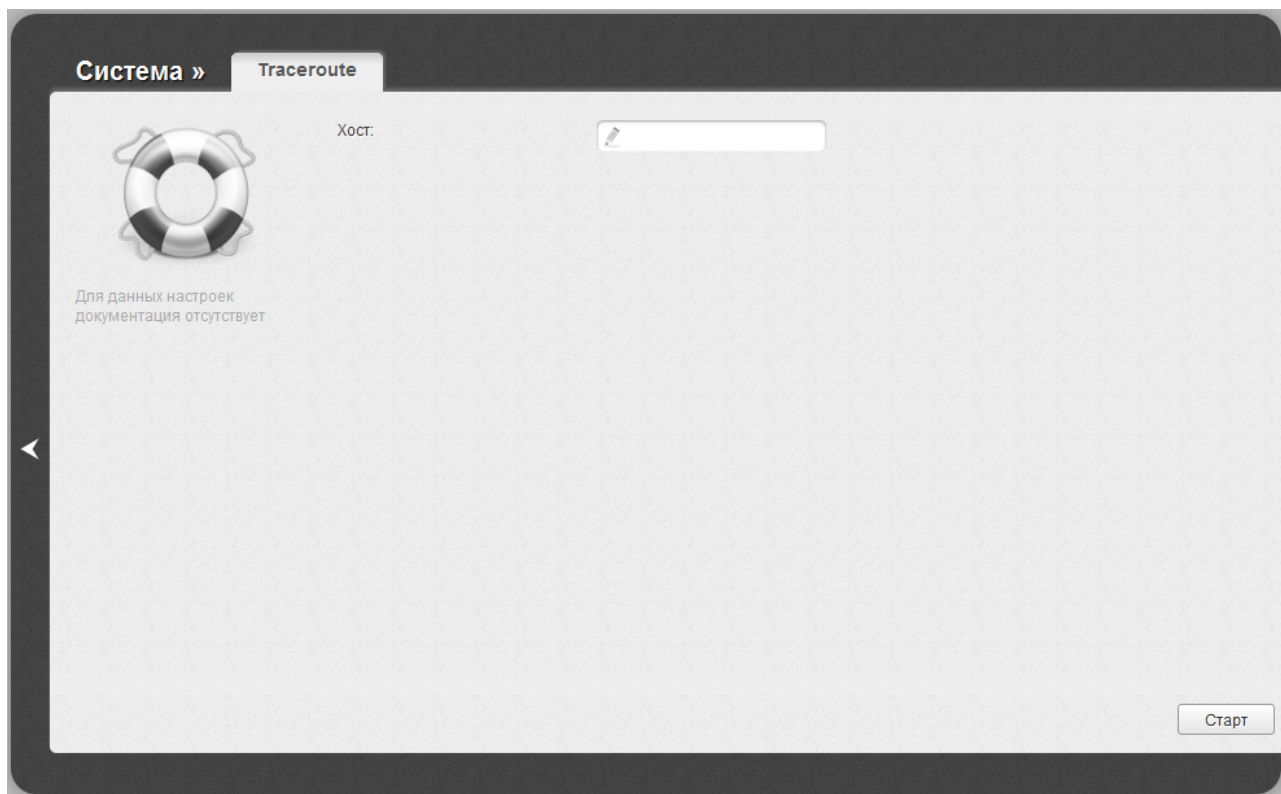 Система »
Traceroute
Хост:
Для данных настроек
документация отсутствует
Старт